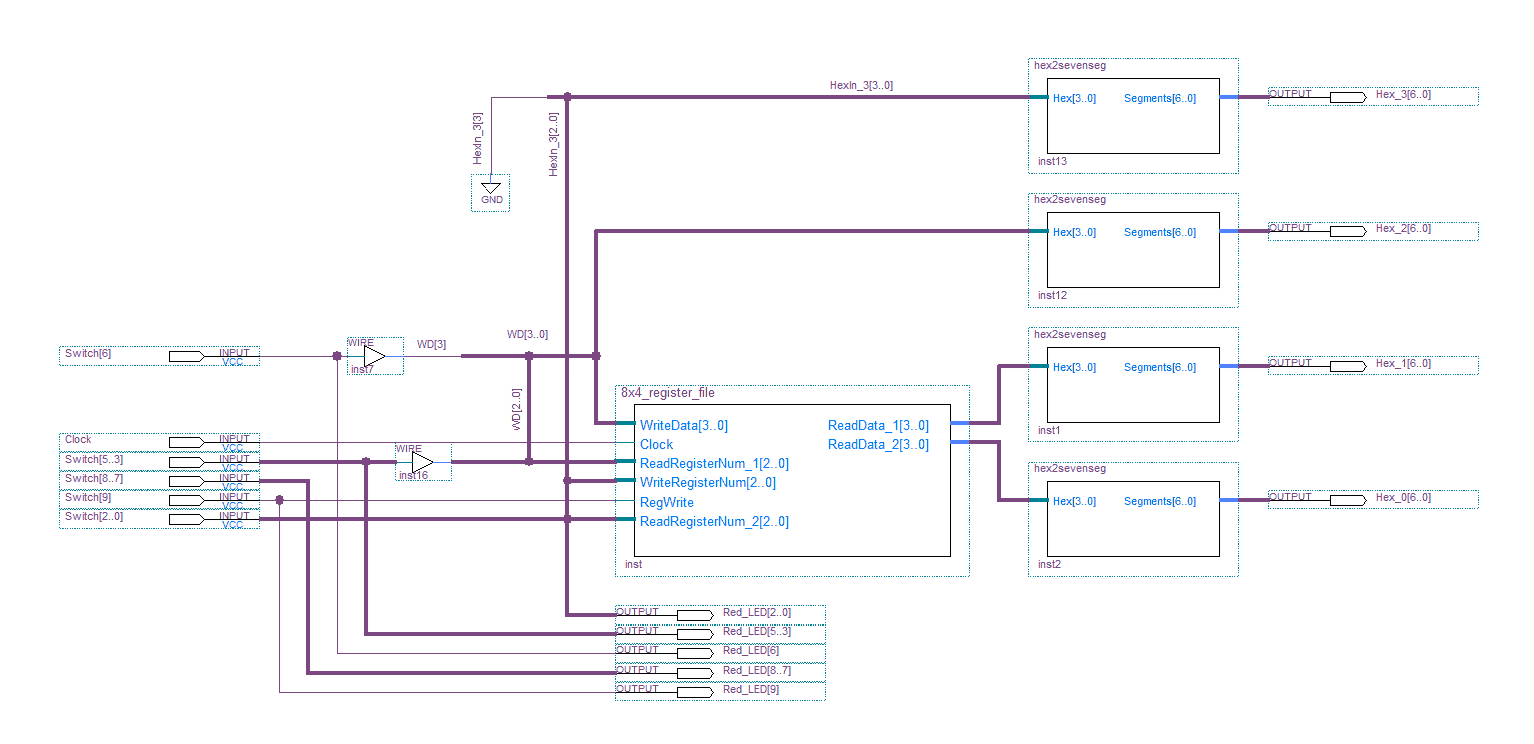 hex2sevenseg
HexIn_3[3..0]
Hex[3..0]
Segments[6..0]
OUTPUT
Hex_3[6..0]
HexIn_3[3]
HexIn_3[2..0]
inst13
GND
hex2sevenseg
Hex[3..0]
Segments[6..0]
OUTPUT
Hex_2[6..0]
inst12
WD[3..0]
hex2sevenseg
Switch[6]
INPUT
VCC
WIRE
inst7
WD[3]
Hex[3..0]
Segments[6..0]
OUTPUT
Hex_1[6..0]
inst1
WD[2..0]
8x4_register_file
WriteData[3..0]
ReadData_1[3..0]
Clock
ReadData_2[3..0]
ReadRegisterNum_1[2..0]
WriteRegisterNum[2..0]
RegWrite
ReadRegisterNum_2[2..0]
inst
Clock
INPUT
VCC
Switch[5..3]
INPUT
VCC
WIRE
inst16
Switch[8..7]
INPUT
VCC
Switch[9]
INPUT
VCC
Switch[2..0]
INPUT
VCC
hex2sevenseg
Hex[3..0]
Segments[6..0]
OUTPUT
Hex_0[6..0]
inst2
OUTPUT
Red_LED[2..0]
OUTPUT
Red_LED[5..3]
OUTPUT
Red_LED[6]
OUTPUT
Red_LED[8..7]
OUTPUT
Red_LED[9]